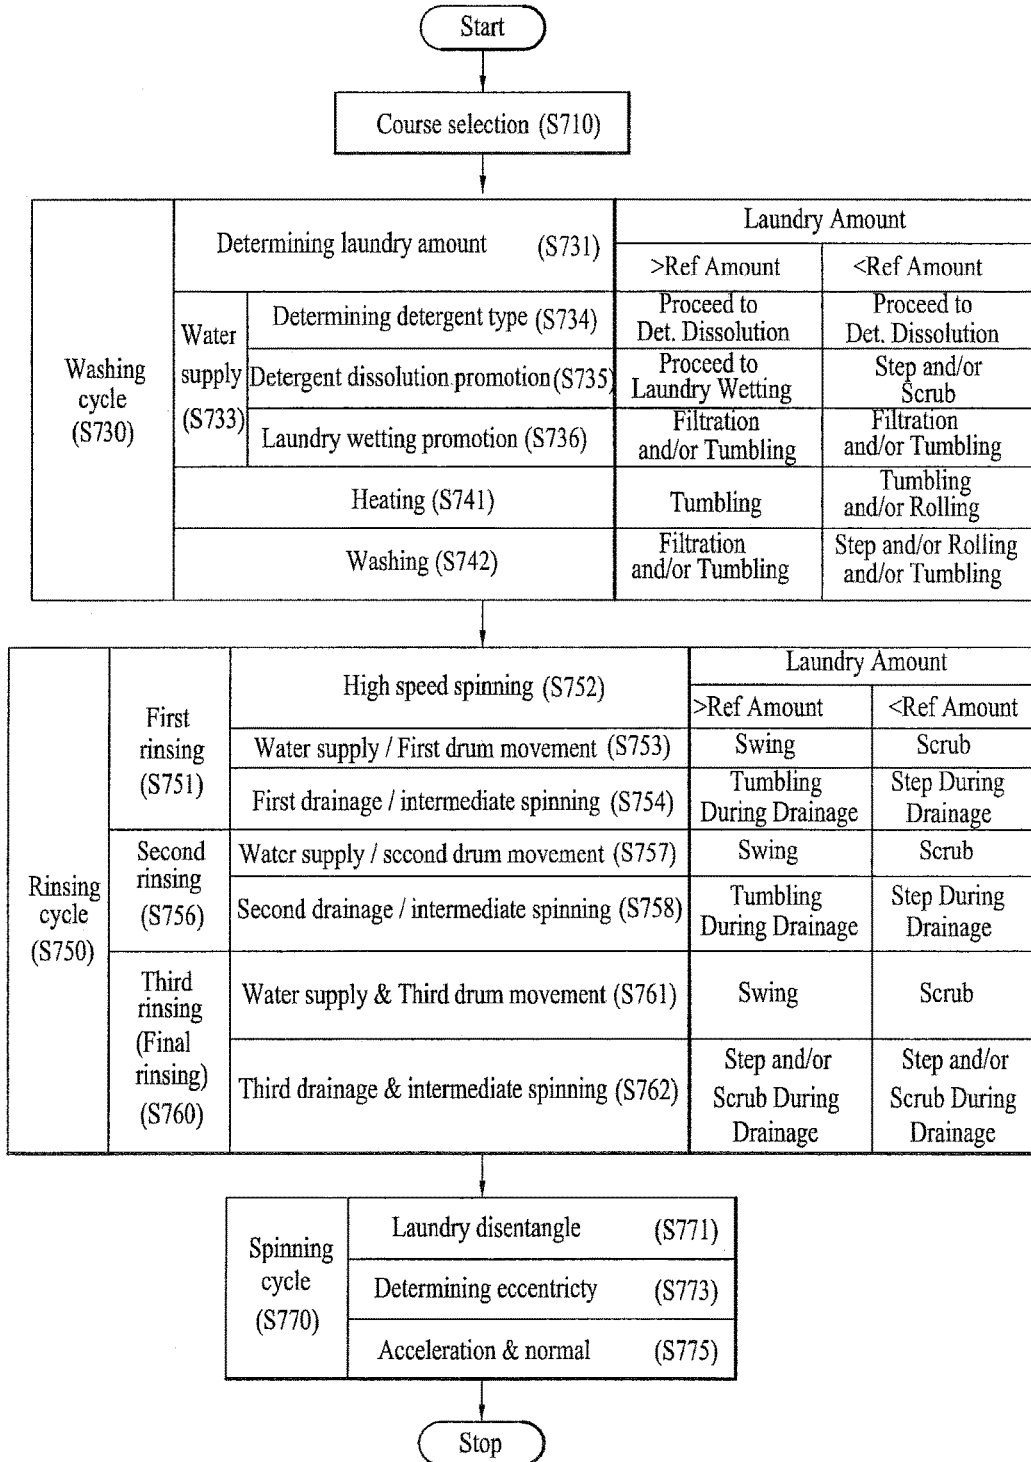 Start
Course selection (S710)
Washing
cycle
(S730)
Determining laundry amount (S731)
Laundry Amount
>Ref Amount
<Ref Amount
Water
supply
(S733)
Determining detergent type (S734)
Proceed to
Det. Dissolution
Proceed to
Det. Dissolution
Detergent dissolution promotion(S735)
Proceed to
Laundry Wetting
Step and/or
Scrub
Laundry wetting promotion (S736)
Filtration
and/or Tumbling
Filtration
and/or Tumbling
Heating (S741)
Tumbling
Tumbling
and/or Rolling
Washing (S742)
Filtration
and/or Tumbling
Step and/or Rolling
and/or Tumbling
Rinsing
cycle
(S750)
First
rinsing
(S751)
High speed spinning (S752)
Laundry Amount
>Ref Amount
<Ref Amount
Water supply / First drum movement (S753)
Swing
Scrub
First drainage / intermediate spinning (S754)
Tumbling
During Drainage
Step During
Drainage
Second
rinsing
(S756)
Water supply / second drum movement (S757)
Swing
Scrub
Second drainage / intermediate spinning (S758)
Tumbling
During Drainage
Step During
Drainage
Third
rinsing
(Final
rinsing)
(S760)
Water supply & Third drum movement (S761)
Swing
Scrub
Third drainage & intermediate spinning (S762)
Step and/or
Scrub During
Drainage
Step and/or
Scrub During
Drainage
Spinning
cycle
(S770)
Laundry disentangle (S771)
Determining eccentricty (S773)
Acceleration & normal (S775)
Stop